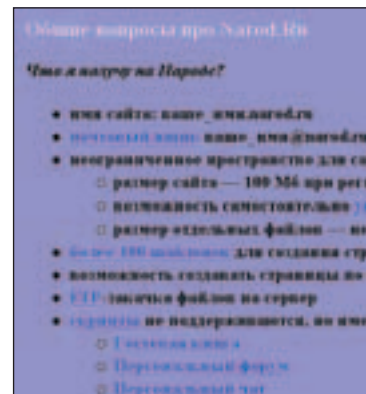 Общие вопросы про Narod.Ru
Что я получу на Народе?
имя сайта: ваше_имя.narod.ru
почтовый ящик: ваше_имя@narod.ru
неограниченное пространство для
размер сайта — 100 Мб при
возможность самостоятельно
размер отдельных файлов —
более 100 шаблонов для создания
возможность создавать страницы по
FTP-закачка файлов на сервер
скрипты не поддерживаются, но
Гостевая книга
Персональный форум
Персональный чат